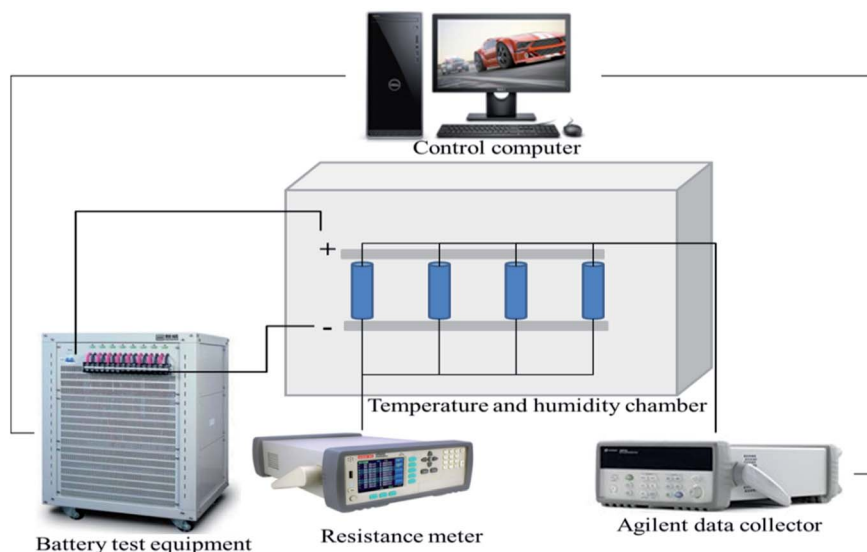 Control computer
+
-
Temperature and humidity chamber
Battery test equipment
Resistance meter
Agilent data collector